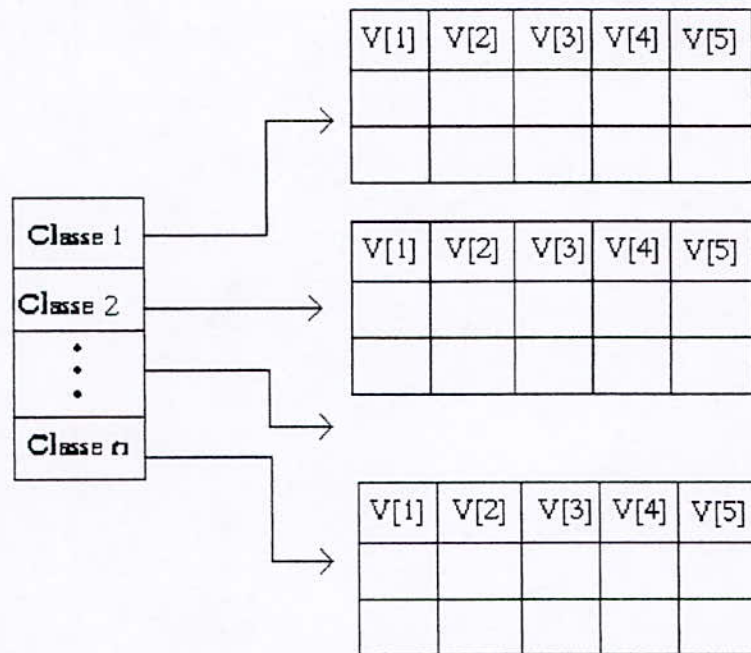 V[1] V[2] V[3] V[4] V[5]
Classe 1
V[1] V[2] V[3] V[4] V[5]
Classe 2
Classe n
V[1] V[2] V[3] V[4] V[5]